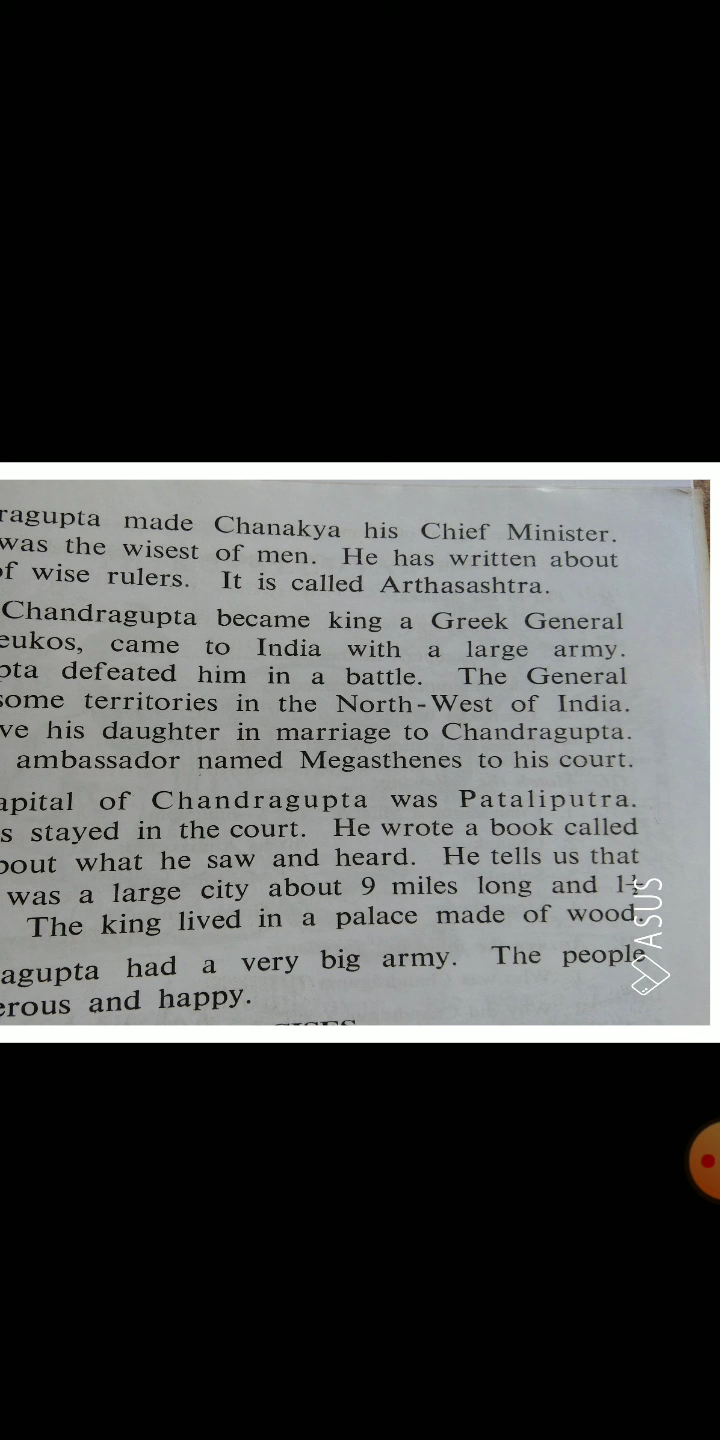 ragupta made Chanakya his Chief Minister.
was the wisest of men. He has written about
of wise rulers. It is called Arthasashtra.
Chandragupta became king a Greek General
eukos, came to India with a large army.
pta defeated him in a battle. The General
some territories in the North-West of India.
ve his daughter in marriage to Chandragupta.
ambassador named Megasthenes to his court.
apital of Chandragupta was Pataliputra.
s stayed in the court. He wrote a book called
bout what he saw and heard. He tells us that
was a large city about 9 miles long and 1½
The king lived in a palace made of wood.
agupta had a very big army. The people
erous and happy.
ASUS